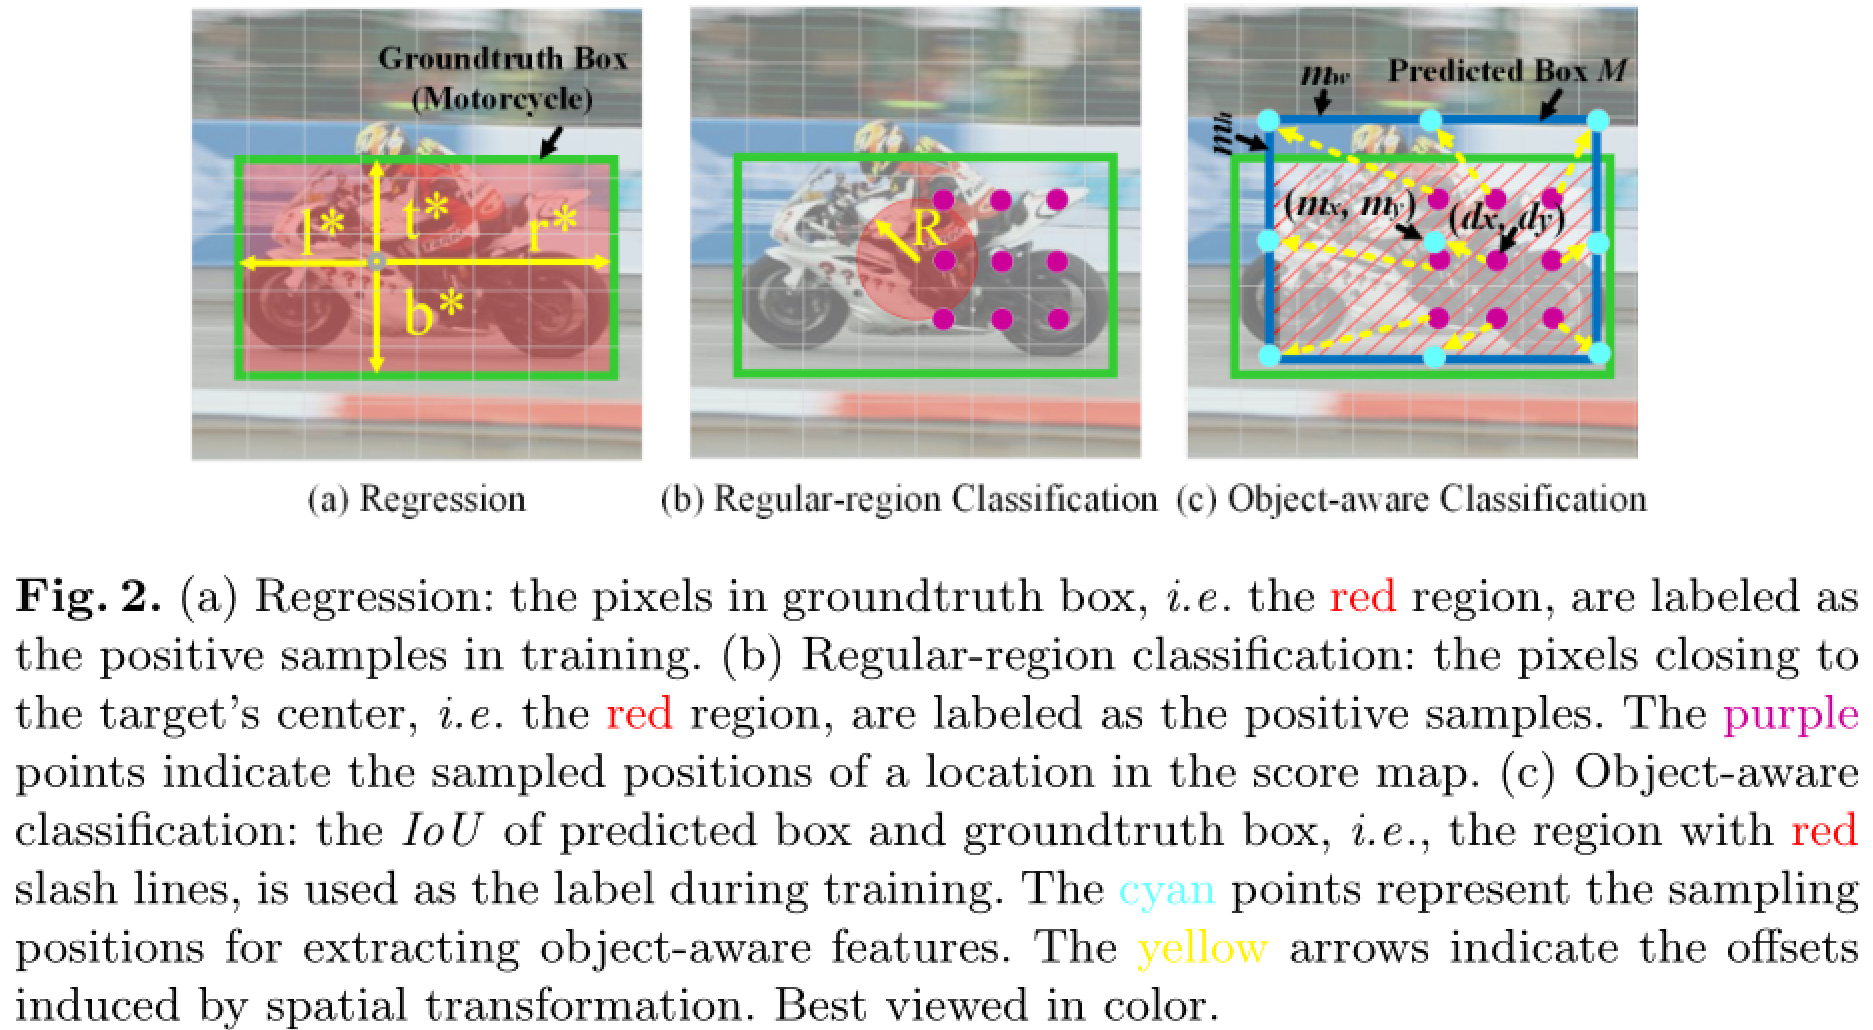 Groundtruth Box
(Motorcycle)
l*
t*
r*
b*
R
mw
Predicted Box M
mh
(mx, my)
(dx, dy)
(a) Regression
(b) Regular-region Classification
(c) Object-aware Classification
Fig. 2. (a) Regression: the pixels in groundtruth box, i.e. the red region, are labeled as
the positive samples in training. (b) Regular-region classification: the pixels closing to
the target's center, i.e. the red region, are labeled as the positive samples. The purple
points indicate the sampled positions of a location in the score map. (c) Object-aware
classification: the IoU of predicted box and groundtruth box, i.e., the region with red
slash lines, is used as the label during training. The cyan points represent the sampling
positions for extracting object-aware features. The yellow arrows indicate the offsets
induced by spatial transformation. Best viewed in color.